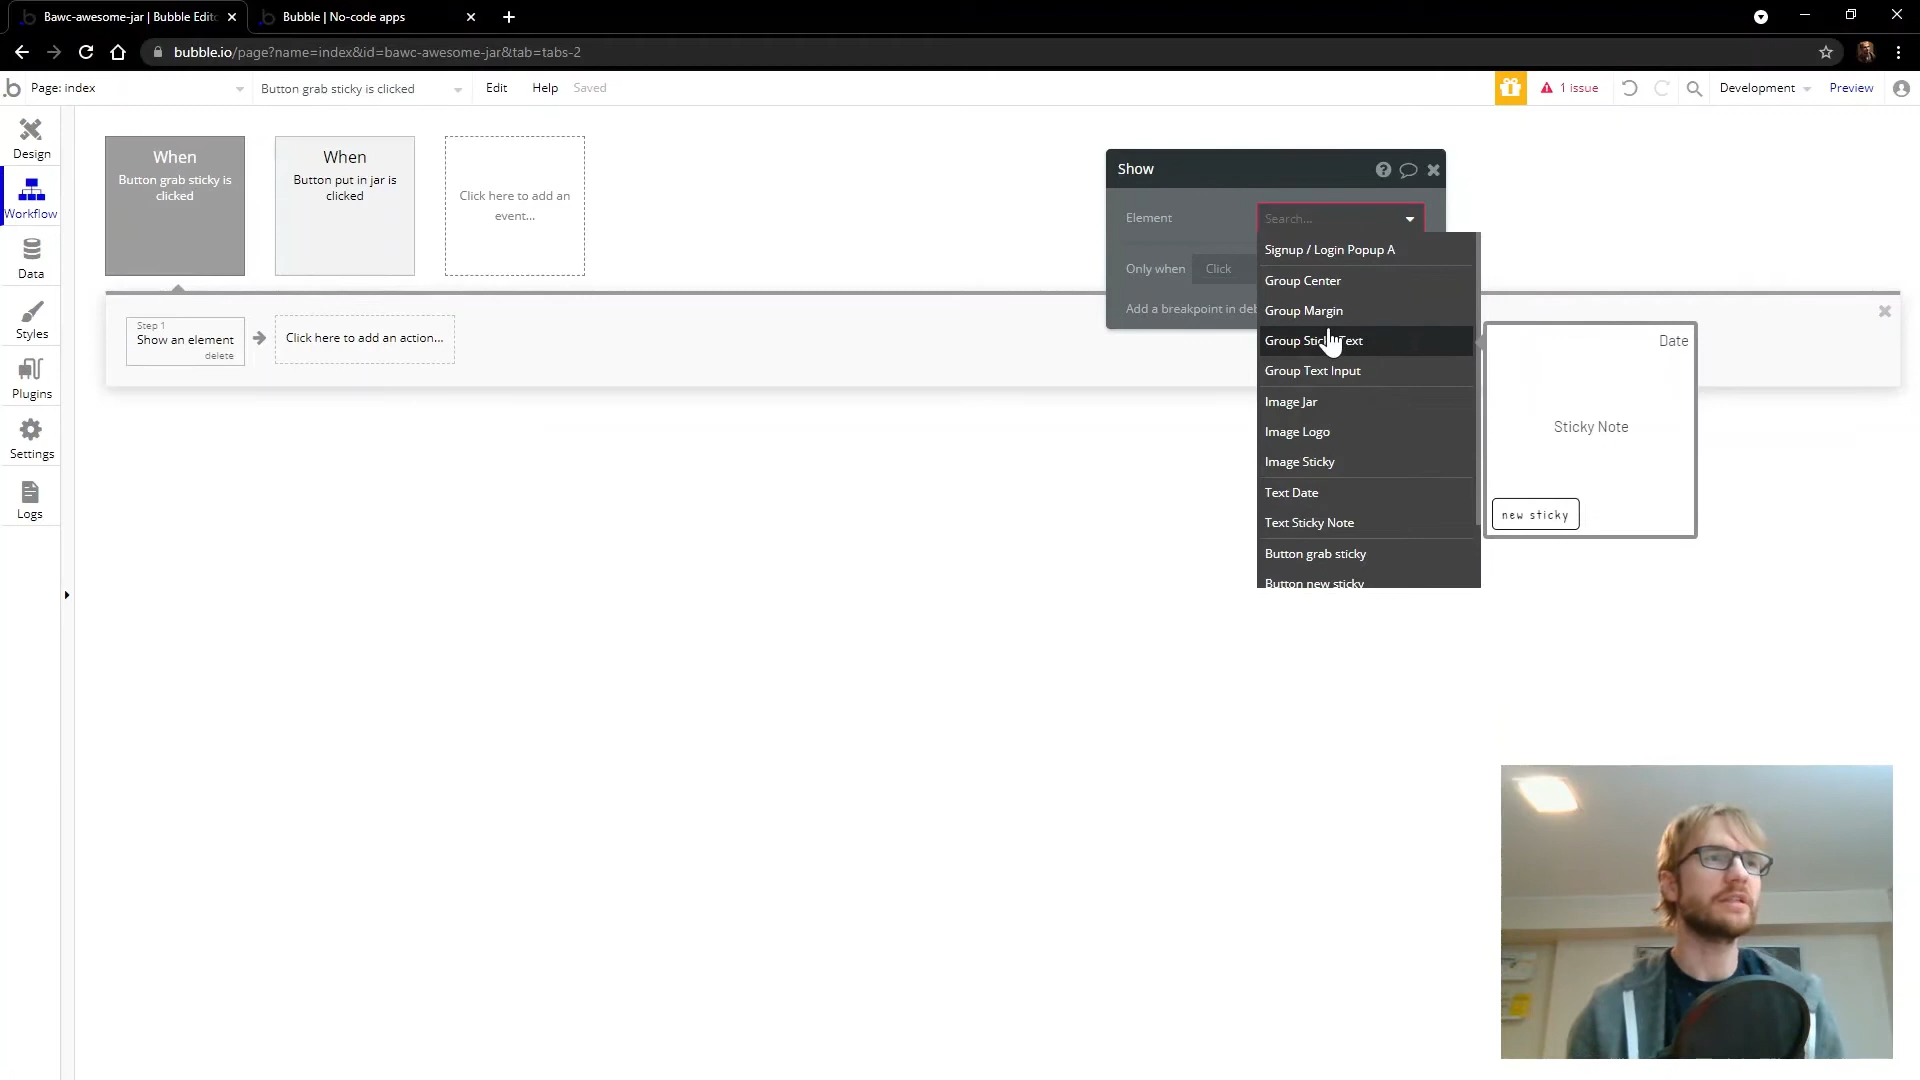 Bawc-awesome-jar | Bubble Edit
Bubble | No-code apps
bubble.io/page?name=index&id=bawc-awesome-jar&tab=tabs-2
Page: index
Button grab sticky is clicked
Edit
Help
Saved
1 issue
Development
Preview
Design
Workflow
Data
Styles
Plugins
Settings
Logs
When
Button grab sticky is
clicked
When
Button put in jar is
clicked
Click here to add an
event...
Step 1
Show an element
delete
Click here to add an action...
Show
Element
Search...
Only when
Click
Add a breakpoint in deb
Signup / Login Popup A
Group Center
Group Margin
Group Sticky Text
Group Text Input
Image Jar
Image Logo
Image Sticky
Text Date
Text Sticky Note
Button grab sticky
Button new sticky
Date
Sticky Note
new sticky